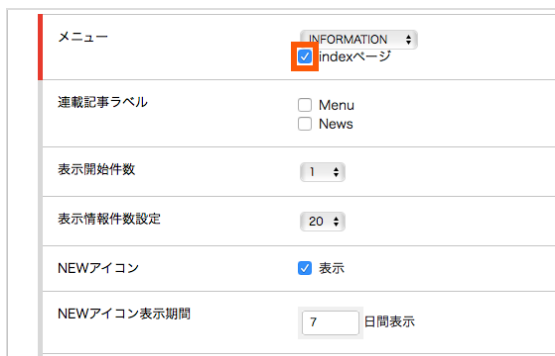 メニュー
INFORMATION
indexページ
連載記事ラベル
Menu
News
表示開始件数
1
表示情報件数設定
20
NEWアイコン
表示
NEWアイコン表示期間
7 日間表示